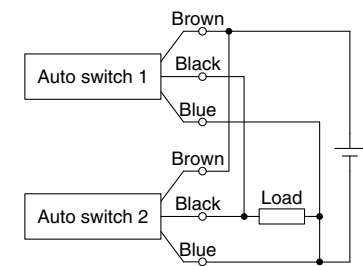 Brown
Auto switch 1
Black
Blue
Brown
Auto switch 2
Black
Load
Blue